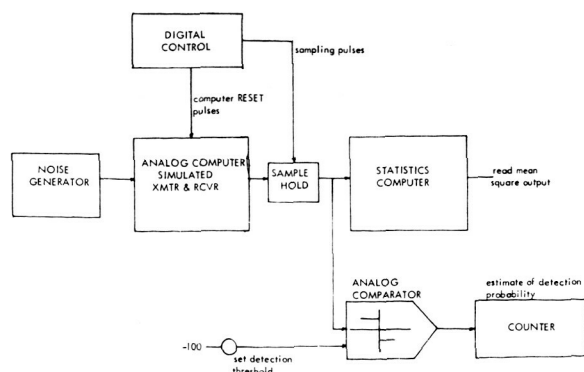 DIGITAL
CONTROL
sampling pulses
computer RESET
pulses
NOISE
GENERATOR
ANALOG COMPUTER
SIMULATED
XMTR & RCVR
SAMPLE
HOLD
STATISTICS
COMPUTER
read mean
square output
ANALOG
COMPARATOR
estimate of detection
probability
COUNTER
-100
set detection
threshold